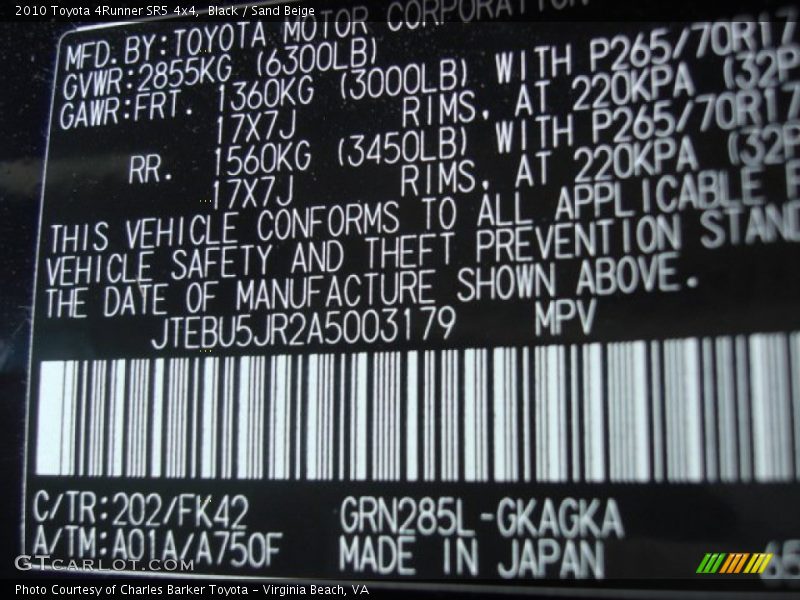 2010 Toyota 4Runner SR5 4x4, Black / Sand Beige
MFD. BY: TOYOTA MOTOR CORPORATION
GVWR: 2855KG (6300LB)
GAWR: FRT. 1360KG (3000LB) WITH P265/70R17
17X7J RIMS, AT 220KPA (32P
RR. 1560KG (3450LB) WITH P265/70R17
17X7J RIMS, AT 220KPA (32P
THIS VEHICLE CONFORMS TO ALL APPLICABLE F
VEHICLE SAFETY AND THEFT PREVENTION STAND
THE DATE OF MANUFACTURE SHOWN ABOVE.
JTEBU5JR2A5003179 MPV
C/TR: 202/FK42 GRN285L-GKAGKA
A/TM: A01A/A750F MADE IN JAPAN
GTCARLOT.COM
Photo Courtesy of Charles Barker Toyota - Virginia Beach, VA